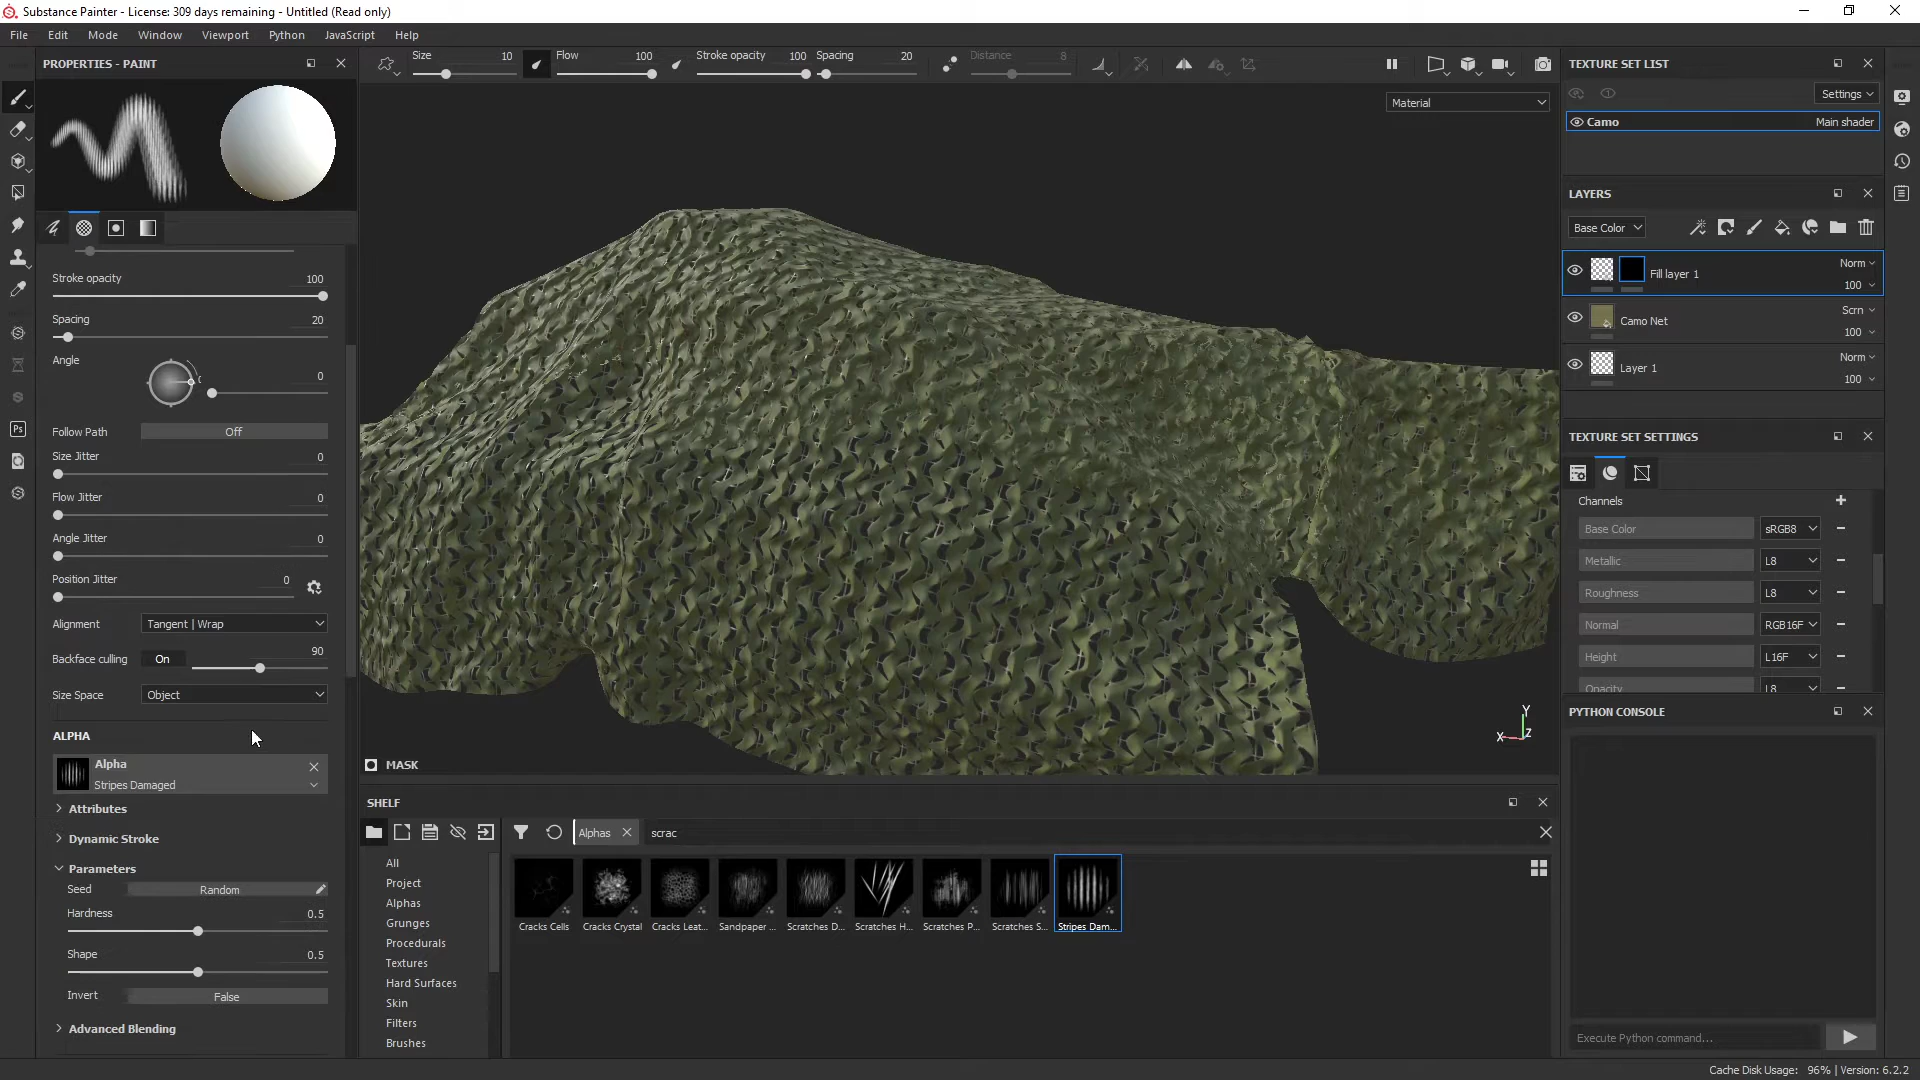 Substance Painter - License: 309 days remaining - Untitled (Read only)
File Edit Mode Window Viewport Python JavaScript Help
PROPERTIES - PAINT
Size 10
Flow 100
Stroke opacity 100
Spacing 20
Distance 8
Material
Stroke opacity 100
Spacing 20
Angle 0
Follow Path Off
Size Jitter 0
Flow Jitter 0
Angle Jitter 0
Position Jitter 0
Alignment Tangent | Wrap
Backface culling On 90
Size Space Object
ALPHA
Alpha
Stripes Damaged
Attributes
Dynamic Stroke
Parameters
Seed Random
Hardness 0.5
Shape 0.5
Invert False
Advanced Blending
Y
X Z
MASK
SHELF
Alphas
scrac
All
Project
Alphas
Grunges
Procedurals
Textures
Hard Surfaces
Skin
Filters
Brushes
Cracks Cells
Cracks Crystal
Cracks Leat...
Sandpaper ...
Scratches D...
Scratches H...
Scratches P...
Scratches S...
Stripes Dam...
TEXTURE SET LIST
Settings
Camo Main shader
LAYERS
Base Color
Fill layer 1 Norm 100
Camo Net Scrn 100
Layer 1 Norm 100
TEXTURE SET SETTINGS
Channels
Base Color sRGB8
Metallic L8
Roughness L8
Normal RGB16F
Height L16F
Opacity L8
PYTHON CONSOLE
Execute Python command...
Cache Disk Usage: 96% | Version: 6.2.2